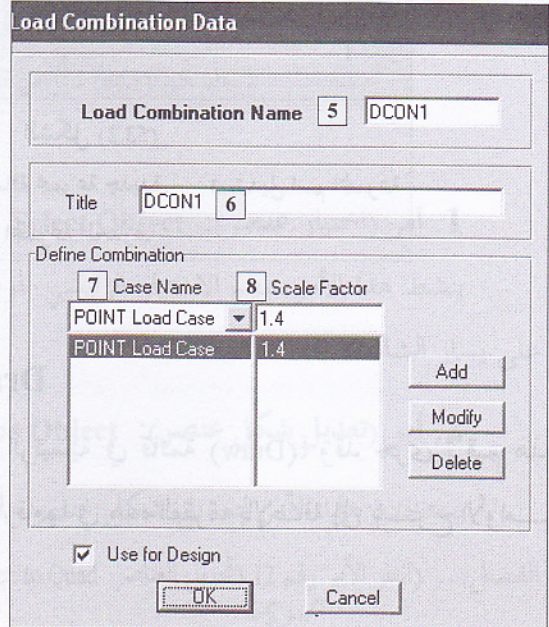 Load Combination Data
Load Combination Name 5 DCON1
Title DCON1 6
Define Combination
7 Case Name 8 Scale Factor
POINT Load Case 1.4
POINT Load Case 1.4
Add
Modify
Delete
Use for Design
OK Cancel